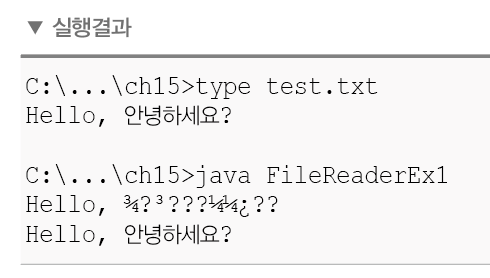 ▼ 실행결과
C:\...\ch15>type test.txt
Hello, 안녕하세요?
C:\...\ch15>java FileReaderEx1
Hello, ¾?³???¼¼¿??
Hello, 안녕하세요?